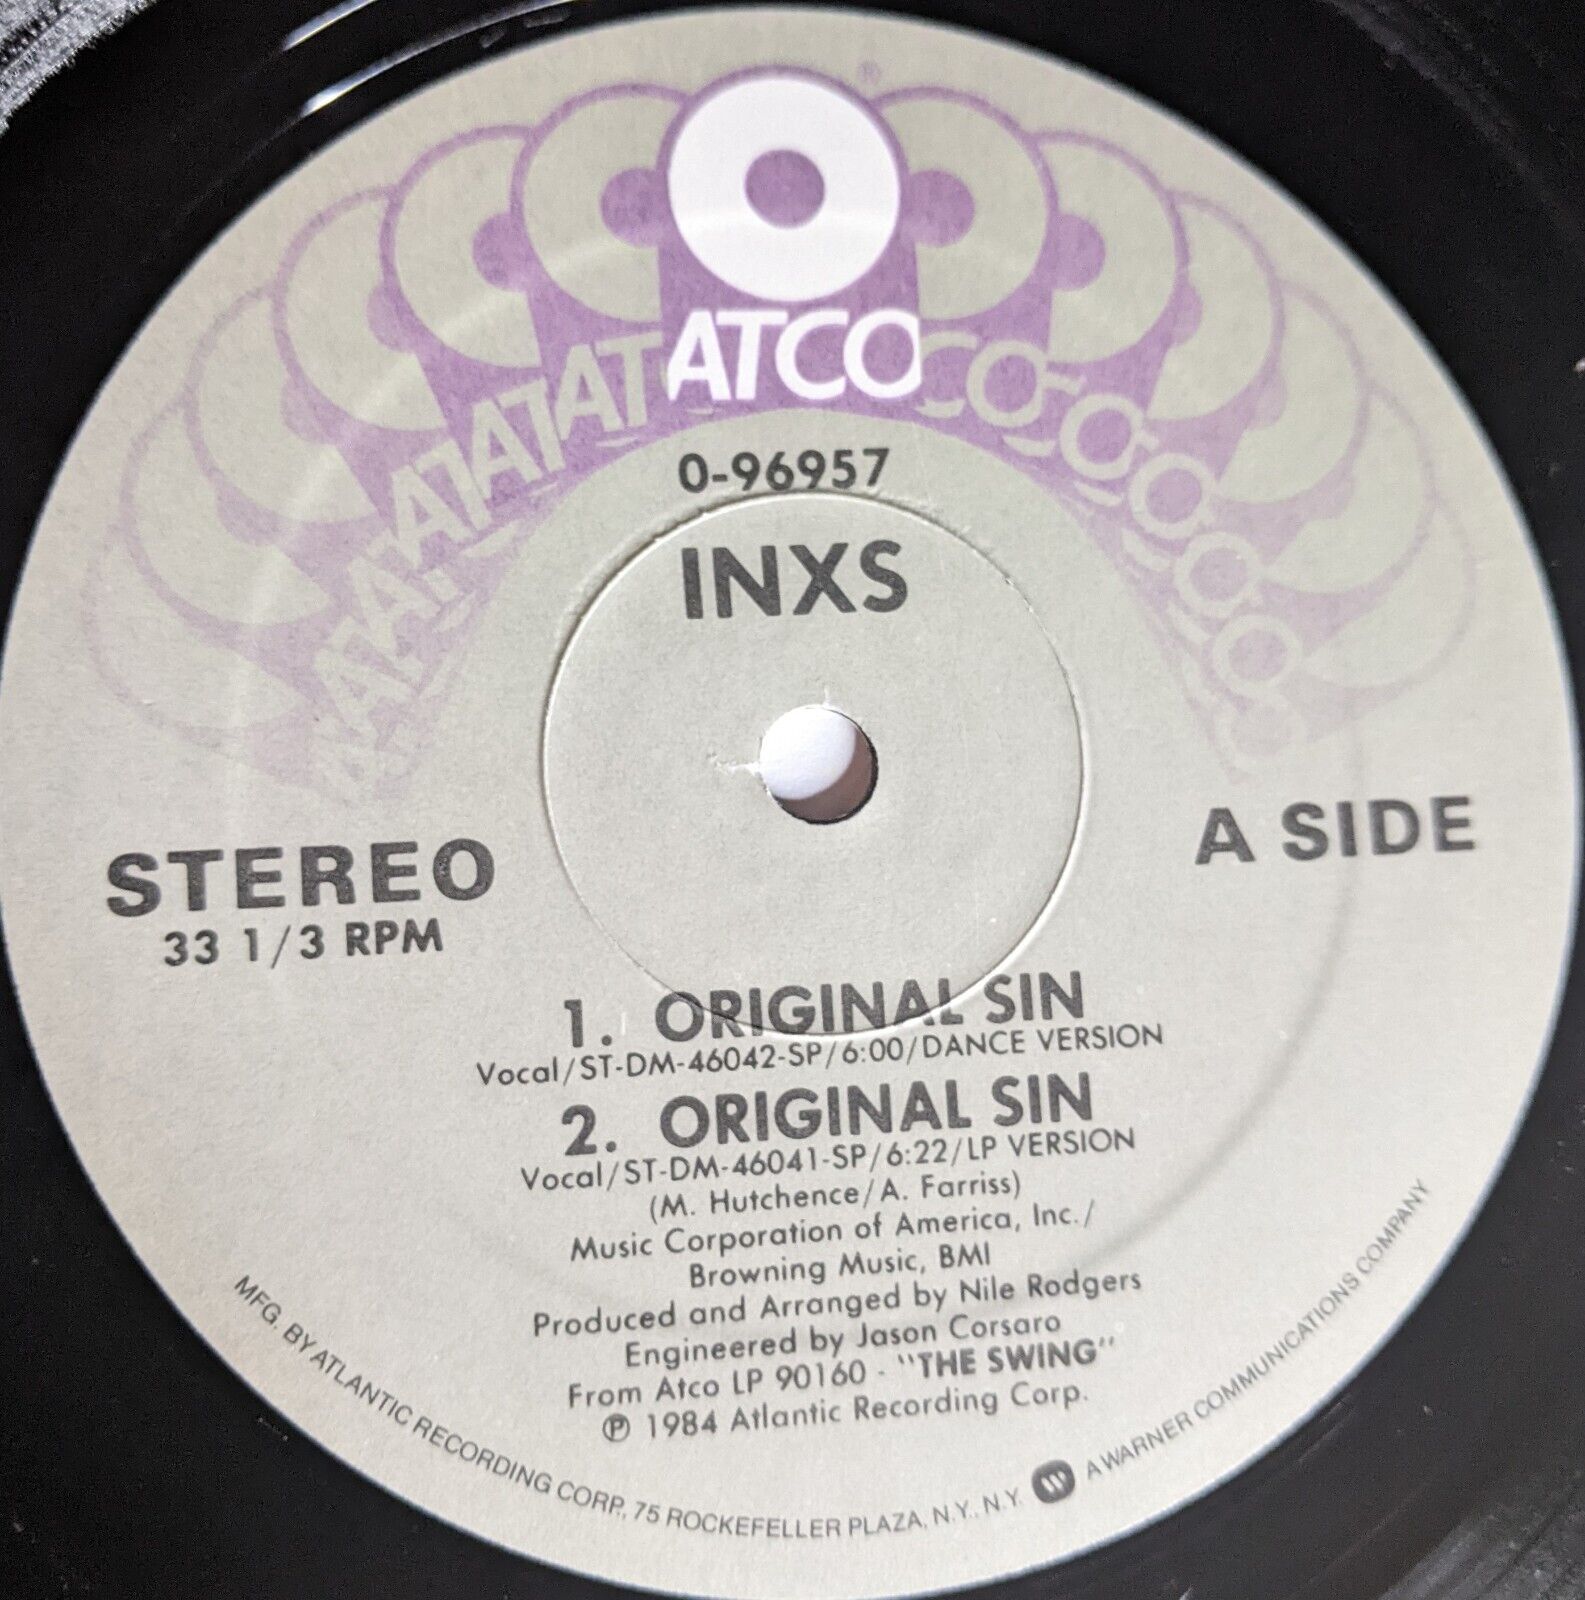 ®
ATCO
0-96957
INXS
STEREO
33 1/3 RPM
A SIDE
1. ORIGINAL SIN
Vocal/ST-DM-46042-SP/6:00/DANCE VERSION
2. ORIGINAL SIN
Vocal/ST-DM-46041-SP/6:22/LP VERSION
(M. Hutchence/A. Farriss)
Music Corporation of America, Inc./
Browning Music, BMI
Produced and Arranged by Nile Rodgers
Engineered by Jason Corsaro
From Atco LP 90160 - "THE SWING"
℗ 1984 Atlantic Recording Corp.
MFG. BY ATLANTIC RECORDING CORP., 75 ROCKEFELLER PLAZA, N.Y., N.Y. A WARNER COMMUNICATIONS COMPANY